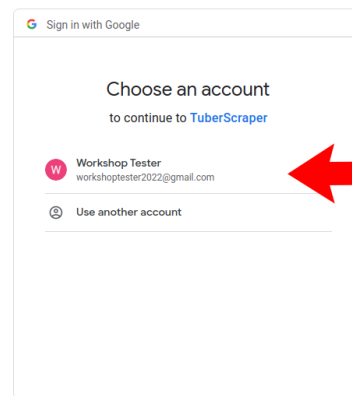 Sign in with Google
Choose an account
to continue to TuberScraper
W
Workshop Tester
workshoptester2022@gmail.com
Use another account